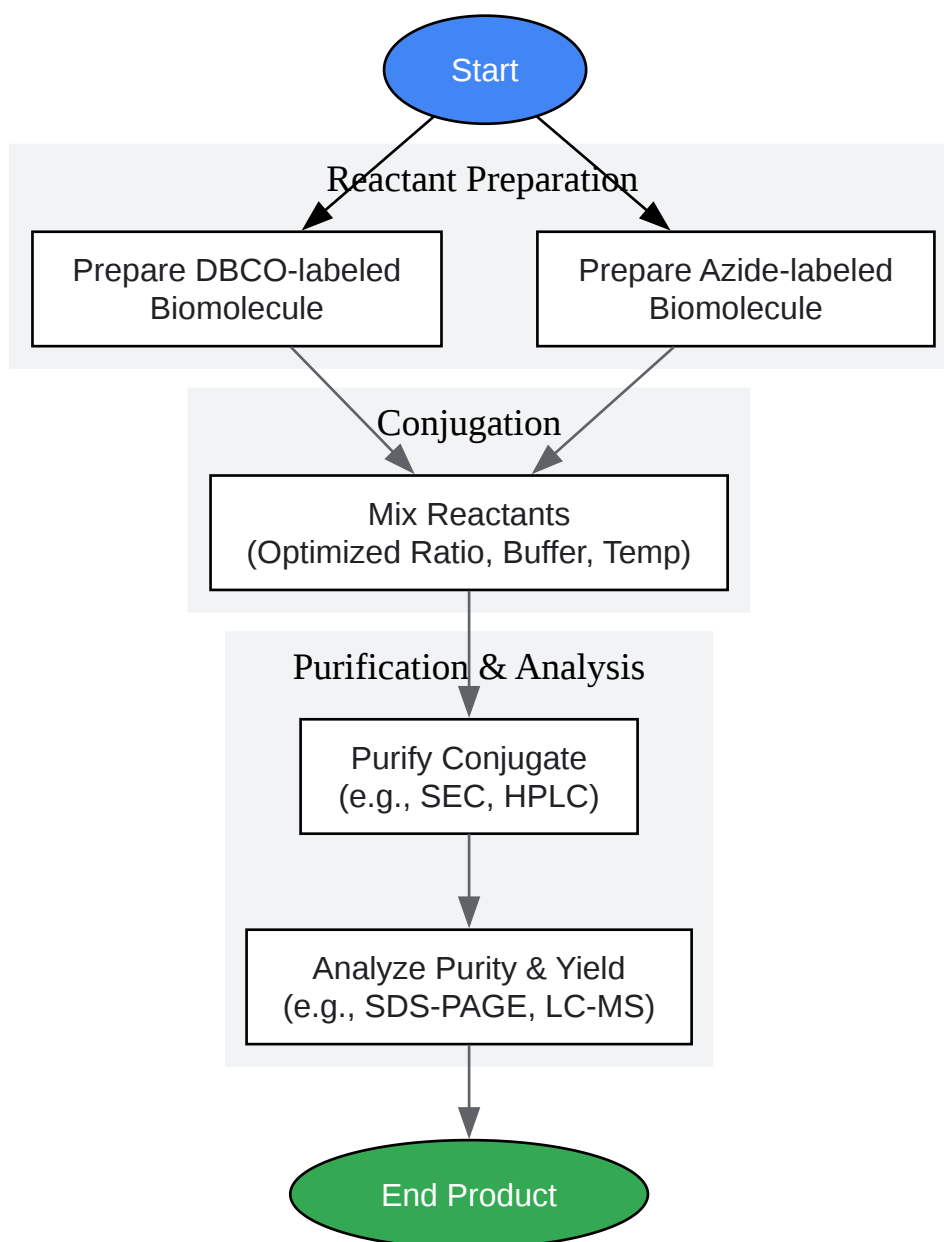 Start
Reactant Preparation
Prepare DBCO-labeled
Biomolecule
Prepare Azide-labeled
Biomolecule
Conjugation
Mix Reactants
(Optimized Ratio, Buffer, Temp)
Purification & Analysis
Purify Conjugate
(e.g., SEC, HPLC)
Analyze Purity & Yield
(e.g., SDS-PAGE, LC-MS)
End Product